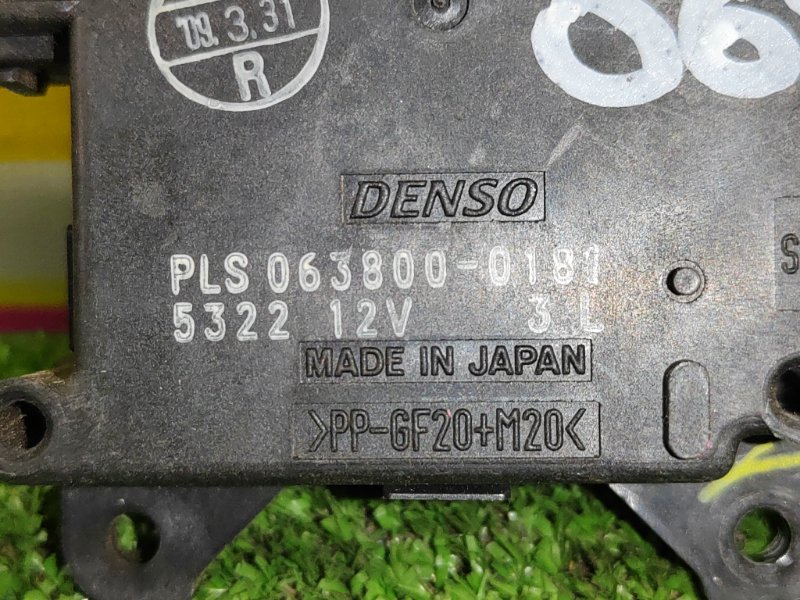 '09.3.31
R
DENSO
PLS 063800-0181
5322 12V 3 L
MADE IN JAPAN
>PP-GF20+M20<